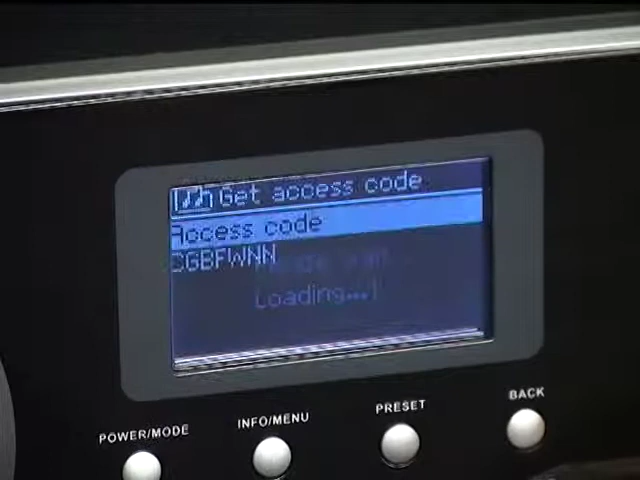 Get access code
Access code
CGBFWNN
Loading...
POWER/MODE
INFO/MENU
PRESET
BACK